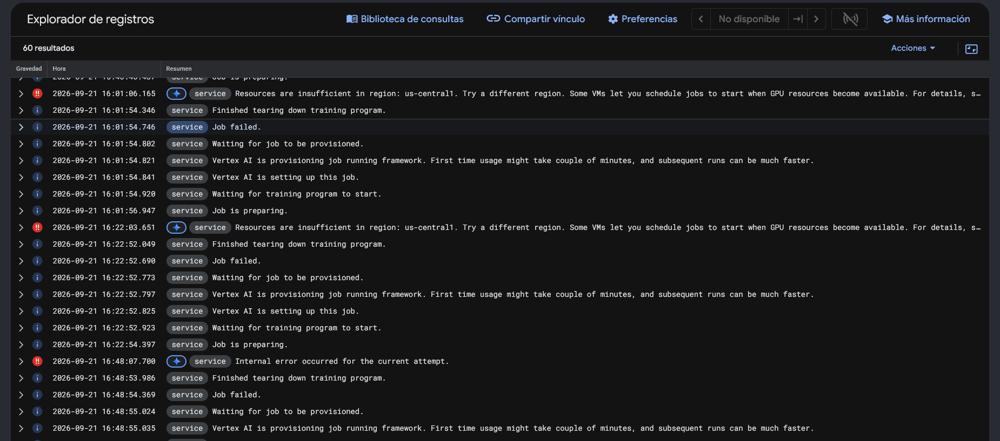 Explorador de registros Biblioteca de consultas Compartir vínculo Preferencias No disponible Más información
60 resultados Acciones
Gravedad Hora Resumen
service Job is preparing.
2026-09-21 16:01:06.165 service Resources are insufficient in region: us-central1. Try a different region. Some VMs let you schedule jobs to start when GPU resources become available. For details, s…
2026-09-21 16:01:54.346 service Finished tearing down training program.
2026-09-21 16:01:54.746 service Job failed.
2026-09-21 16:01:54.802 service Waiting for job to be provisioned.
2026-09-21 16:01:54.821 service Vertex AI is provisioning job running framework. First time usage might take couple of minutes, and subsequent runs can be much faster.
2026-09-21 16:01:54.841 service Vertex AI is setting up this job.
2026-09-21 16:01:54.920 service Waiting for training program to start.
2026-09-21 16:01:56.947 service Job is preparing.
2026-09-21 16:22:03.651 service Resources are insufficient in region: us-central1. Try a different region. Some VMs let you schedule jobs to start when GPU resources become available. For details, s…
2026-09-21 16:22:52.049 service Finished tearing down training program.
2026-09-21 16:22:52.690 service Job failed.
2026-09-21 16:22:52.773 service Waiting for job to be provisioned.
2026-09-21 16:22:52.797 service Vertex AI is provisioning job running framework. First time usage might take couple of minutes, and subsequent runs can be much faster.
2026-09-21 16:22:52.825 service Vertex AI is setting up this job.
2026-09-21 16:22:52.923 service Waiting for training program to start.
2026-09-21 16:22:54.397 service Job is preparing.
2026-09-21 16:48:07.700 service Internal error occurred for the current attempt.
2026-09-21 16:48:53.986 service Finished tearing down training program.
2026-09-21 16:48:54.369 service Job failed.
2026-09-21 16:48:55.024 service Waiting for job to be provisioned.
2026-09-21 16:48:55.035 service Vertex AI is provisioning job running framework. First time usage might take couple of minutes, and subsequent runs can be much faster.